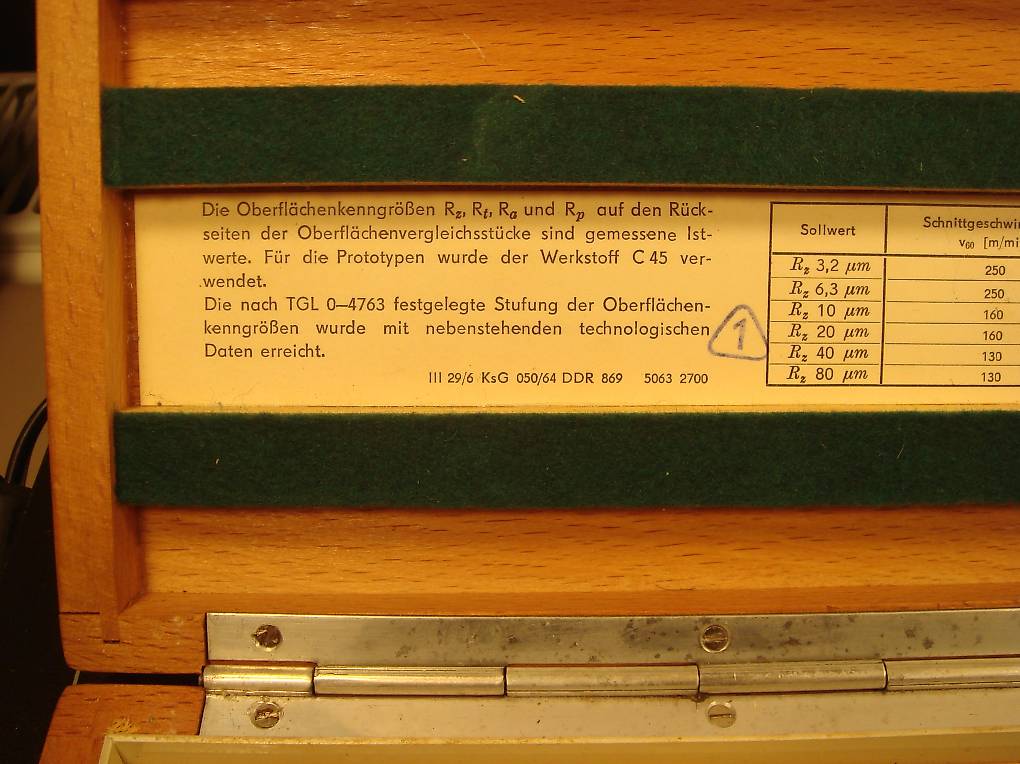 Die Oberflächenkenngrößen Rz, Rt, Ra und Rp auf den Rück-
seiten der Oberflächenvergleichsstücke sind gemessene Ist-
werte. Für die Prototypen wurde der Werkstoff C 45 ver-
wendet.
Die nach TGL 0—4763 festgelegte Stufung der Oberflächen-
kenngrößen wurde mit nebenstehenden technologischen
Daten erreicht.
III 29/6 KsG 050/64 DDR 869 5063 2700
1
Sollwert Schnittgeschwi
v60 [m/mi
Rz 3,2 μm 250
Rz 6,3 μm 250
Rz 10 μm 160
Rz 20 μm 160
Rz 40 μm 130
Rz 80 μm 130